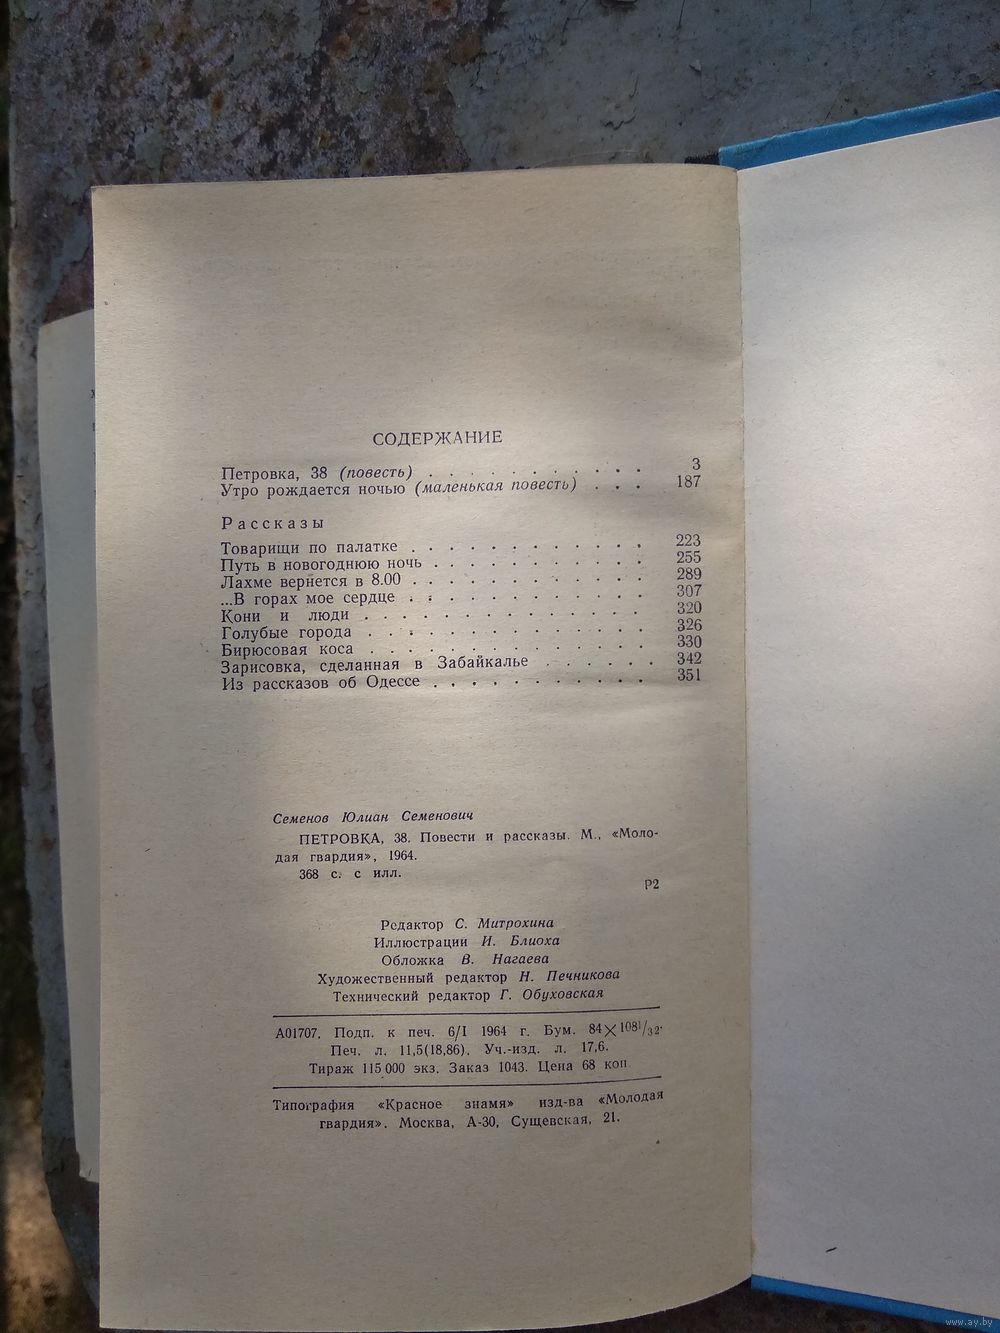 СОДЕРЖАНИЕ
Петровка, 38 (повесть) . . . . . . . . . . . 3
Утро рождается ночью (маленькая повесть) . . . 187
Рассказы
Товарищи по палатке . . . . . . . . . . . . 223
Путь в новогоднюю ночь . . . . . . . . . . . 255
Лахме вернется в 8.00 . . . . . . . . . . . . 289
...В горах мое сердце . . . . . . . . . . . . 307
Кони и люди . . . . . . . . . . . . . . . 320
Голубые города . . . . . . . . . . . . . . 326
Бирюсовая коса . . . . . . . . . . . . . . 330
Зарисовка, сделанная в Забайкалье . . . . . . 342
Из рассказов об Одессе . . . . . . . . . . . 351
Семенов Юлиан Семенович
ПЕТРОВКА, 38. Повести и рассказы. М., «Моло-
дая гвардия», 1964.
368 с. с илл.
Р2
Редактор С. Митрохина
Иллюстрации И. Блиоха
Обложка В. Нагаева
Художественный редактор Н. Печникова
Технический редактор Г. Обуховская
А01707. Подп. к печ. 6/I 1964 г. Бум. 84×108¹/₃₂.
Печ. л. 11,5(18,86). Уч.-изд. л. 17,6.
Тираж 115 000 экз. Заказ 1043. Цена 68 коп
Типография «Красное знамя» изд-ва «Молодая
гвардия». Москва, А-30, Сущевская, 21.
www.ay.by